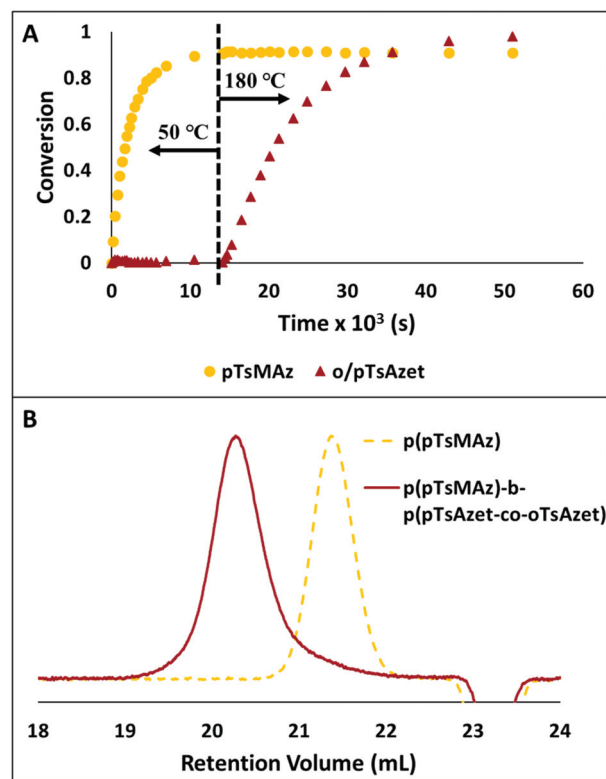 A
1
0.8
0.6
0.4
0.2
0
180 °C
50 °C
Conversion
0 10 20 30 40 50 60
Time x 10³ (s)
pTsMAz o/pTsAzet
B
p(pTsMAz)
p(pTsMAz)-b-
p(pTsAzet-co-oTsAzet)
18 19 20 21 22 23 24
Retention Volume (mL)